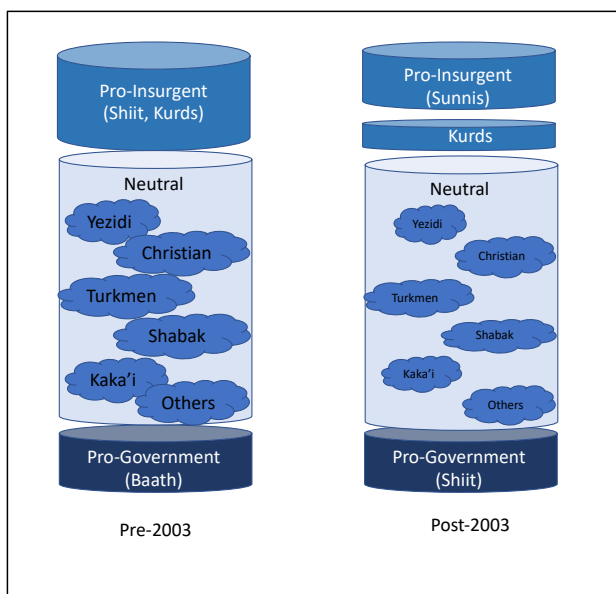 Pro-Insurgent
(Shiit, Kurds)
Neutral
Yezidi
Christian
Turkmen
Shabak
Kaka’i
Others
Pro-Government
(Baath)
Pre-2003
Pro-Insurgent
(Sunnis)
Kurds
Neutral
Yezidi
Christian
Turkmen
Shabak
Kaka’i
Others
Pro-Government
(Shiit)
Post-2003